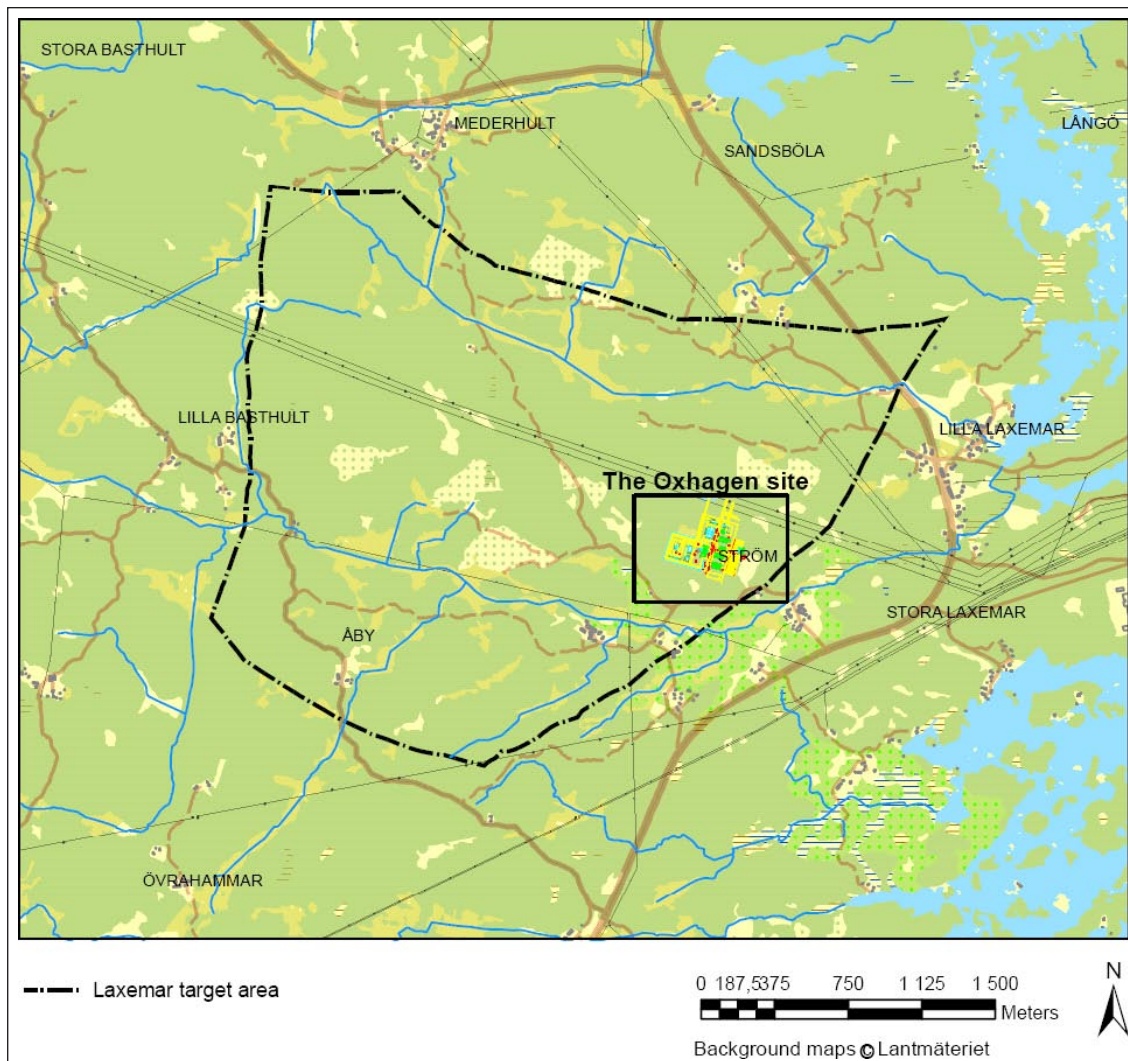 STORA BASTHULT
MEDERHULT
LÅNGÖ
SANDSBÖLA
LILLA BASTHULT
LILLA LAXEMAR
The Oxhagen site
STRÖM
STORA LAXEMAR
ÅBY
ÖVRAHAMMAR
Laxemar target area
0 187,5375 750 1 125 1 500
Meters
N
Background maps © Lantmäteriet